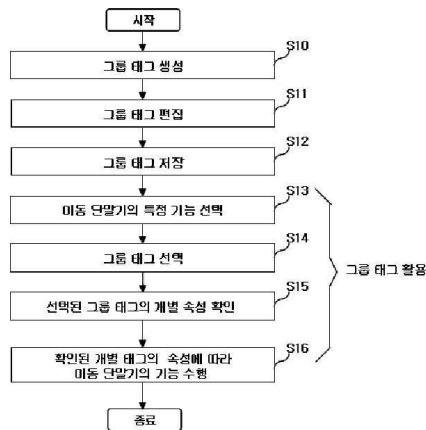 시작
S10
그룹 태그 생성
S11
그룹 태그 편집
S12
그룹 태그 저장
S13
이동 단말기의 특정 기능 선택
S14
그룹 태그 선택
그룹 태그 활용
S15
선택된 그룹 태그의 개별 속성 확인
S16
확인된 개별 태그의 속성에 따라
이동 단말기의 기능 수행
종료